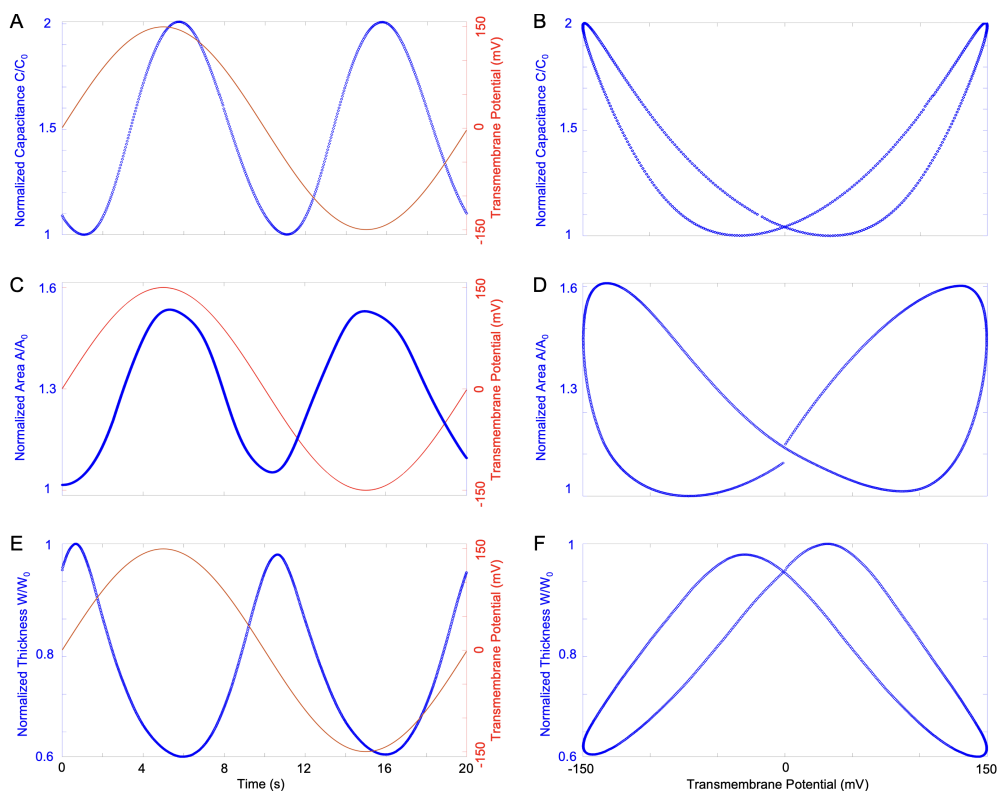 A
2
1.5
1
Normalized Capacitance C/C0
150
0
-150
Transmembrane Potential (mV)
B
2
1.5
1
Normalized Capacitance C/C0
C
1.6
1.3
1
Normalized Area A/A0
150
0
-150
Transmembrane Potential (mV)
D
1.6
1.3
1
Normalized Area A/A0
E
1
0.8
0.6
Normalized Thickness W/W0
150
0
-150
Transmembrane Potential (mV)
0 4 8 12 16 20
Time (s)
F
1
0.8
0.6
Normalized Thickness W/W0
-150 0 150
Transmembrane Potential (mV)